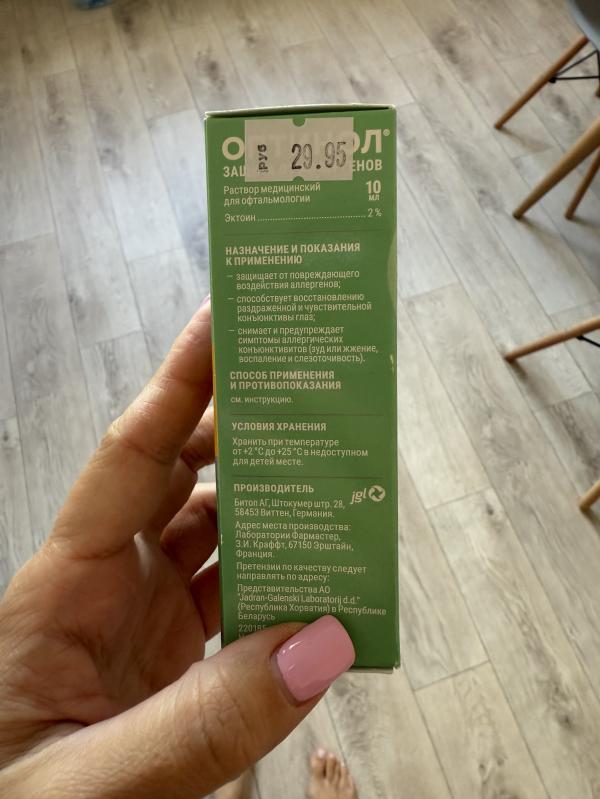 29.95
10
мл
Раствор медицинский
для офтальмологии
Эктоин ........................................ 2 %
НАЗНАЧЕНИЕ И ПОКАЗАНИЯ
К ПРИМЕНЕНИЮ
— защищает от повреждающего
воздействия аллергенов;
— способствует восстановлению
раздраженной и чувствительной
конъюнктивы глаз;
— снимает и предупреждает
симптомы аллергических
конъюнктивитов (зуд или жжение,
воспаление и слезоточивость).
СПОСОБ ПРИМЕНЕНИЯ
И ПРОТИВОПОКАЗАНИЯ
см. инструкцию.
УСЛОВИЯ ХРАНЕНИЯ
Хранить при температуре
от +2 °C до +25 °C в недоступном
для детей месте.
ПРОИЗВОДИТЕЛЬ
jgl
Битоп АГ, Штокумер штр. 28,
58453 Виттен, Германия.
Адрес места производства:
Лаборатории Фармастер,
З.И. Краффт, 67150 Эрштайн,
Франция.
Претензии по качеству следует
направлять по адресу:
Представительства АО
"Jadran-Galenski Laboratorij d.d."
(Республика Хорватия) в Республике
Беларусь